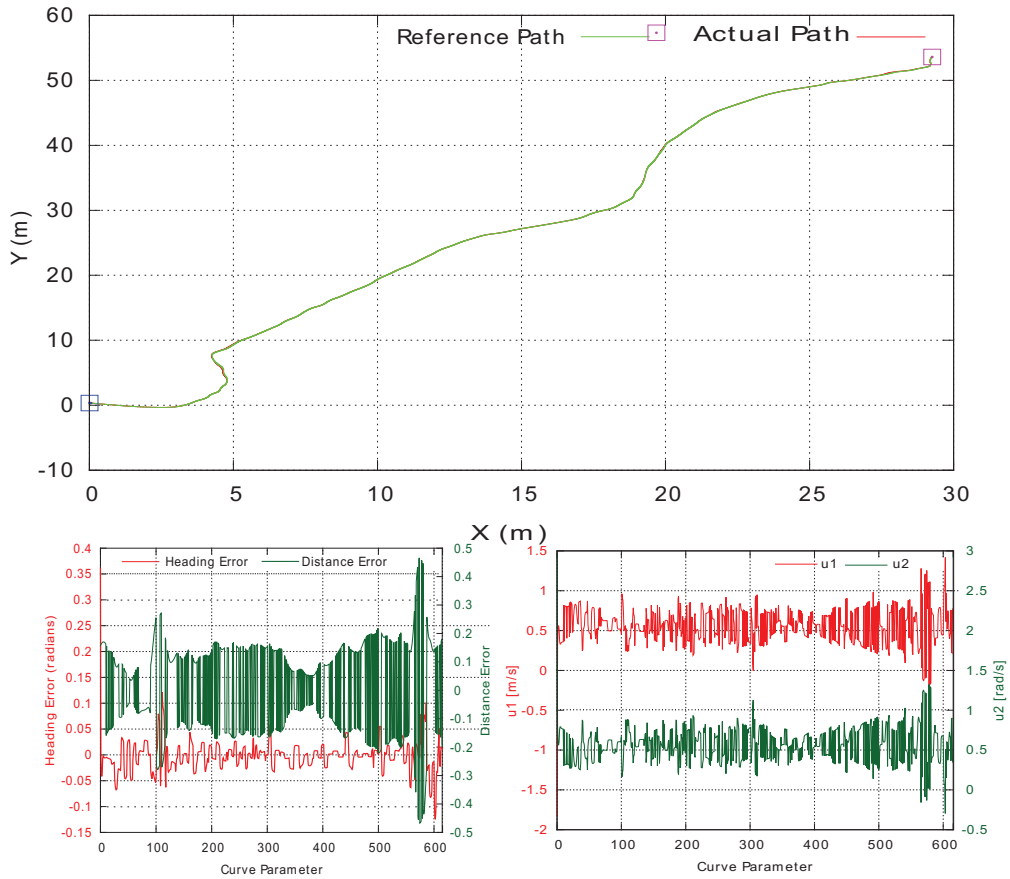 60
50
40
30
20
10
0
-10
Y (m)
Reference Path
Actual Path
0 5 10 15 20 25 30
X (m)
0.4
0.35
0.3
0.25
0.2
0.15
0.1
0.05
0
-0.05
-0.1
-0.15
Heading Error (radians)
Heading Error
Distance Error
0.5
0.4
0.3
0.2
0.1
0
-0.1
-0.2
-0.3
-0.4
-0.5
Distance:Error
0 100 200 300 400 500 600
Curve Parameter
1.5
1
0.5
0
-0.5
-1
-1.5
-2
u1 [m/s]
u1
u2
3
2.5
2
1.5
1
0.5
0
-0.5
u2 [rad/s]
0 100 200 300 400 500 600
Curve Parameter